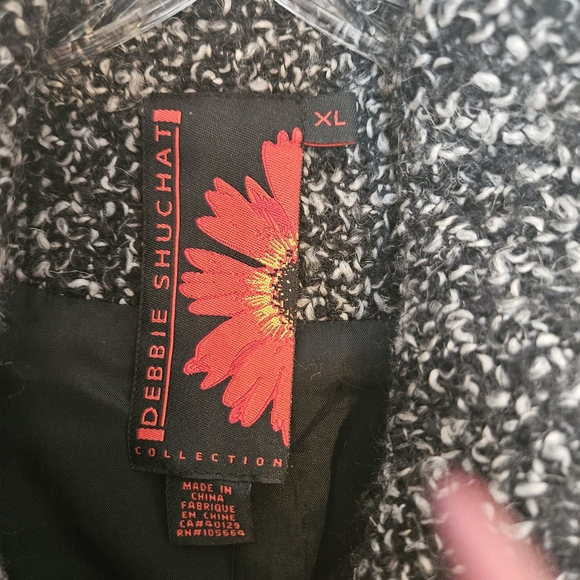 DEBBIE SHUCHAT
XL
COLLECTION
MADE IN
CHINA
FABRIQUE
EN CHINE
CA#40129
RN#105664